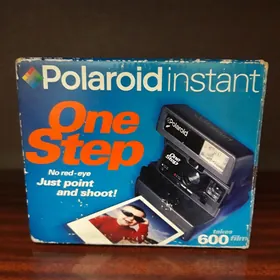 Polaroid instant
One
Step
No red-eye
Just point
and shoot!
Polaroid
One
Step
takes
600 film